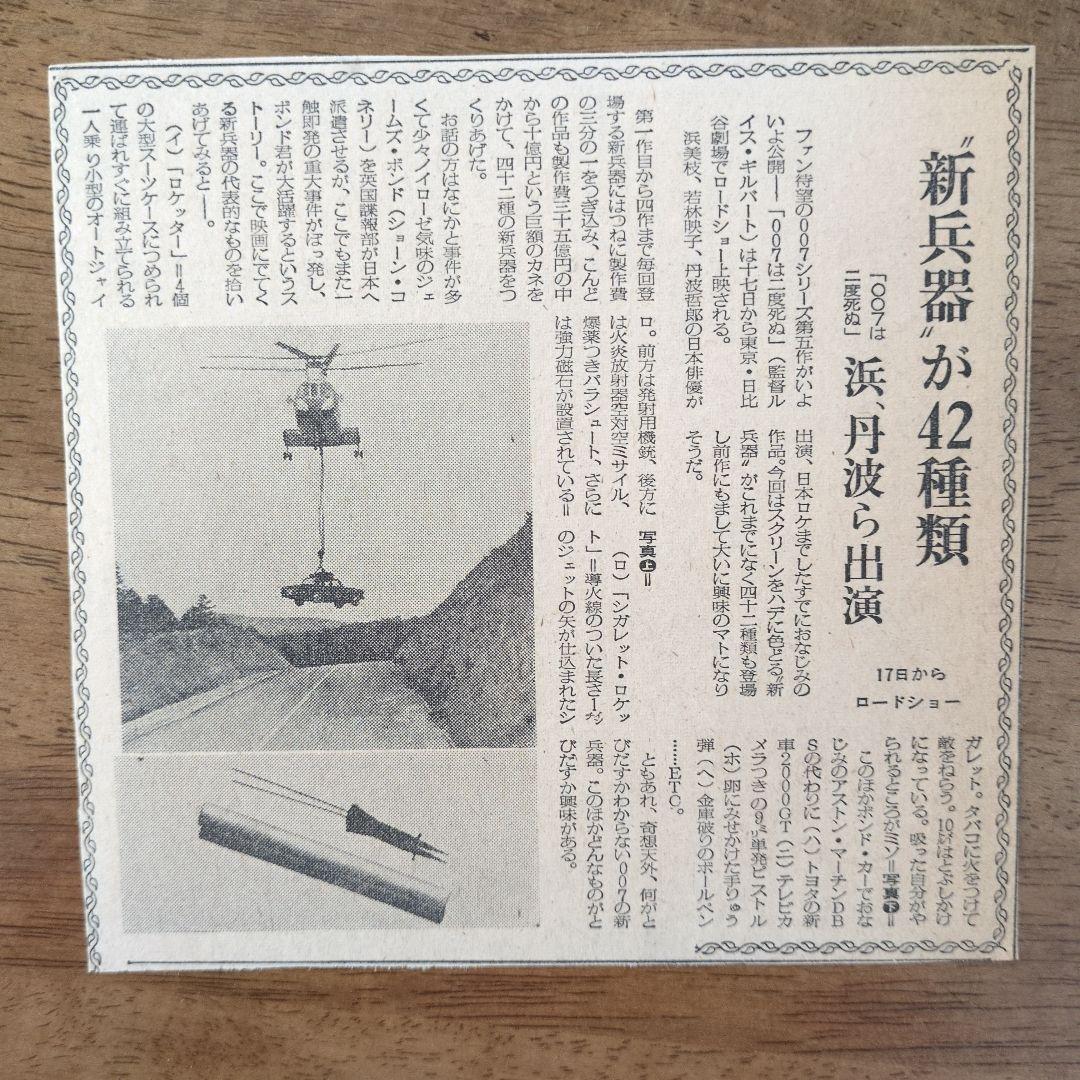 “新兵器”が42種類
「007は
二度死ぬ」
浜、丹波ら出演
17日から
ロードショー
ファン待望の007シリーズ第五作がいよ
いよ公開―「007は二度死ぬ」(監督ル
イス・ギルバート)は十七日から東京・日比
谷劇場でロードショー上映される。
浜美枝、若林映子、丹波哲郎の日本俳優が
出演、日本ロケまでしたすでにおなじみの
作品。今回はスクリーンをハデに色どる“新
兵器”がこれまでになく四十二種類も登場
し前作にもまして大いに興味のマトになり
そうだ。
第一作目から四作まで毎回登
場する新兵器にはつねに製作費
の三分の一をつぎ込み、こんど
の作品も製作費三十五億円の中
から十億円という巨額のカネを
かけて、四十二種の新兵器をつ
くりあげた。
お話の方はなにかと事件が多
くて少々ノイローゼ気味のジェ
ームズ・ボンド(ショーン・コ
ネリー)を英国諜報部が日本へ
派遣させるが、ここでもまた一
触即発の重大事件がぼっ発し、
ボンド君が大活躍するというス
トーリー。ここで映画にでてく
る新兵器の代表的なものを拾い
あげてみると―。
(イ)「ロケッター」=4個
の大型スーツケースにつめられ
て運ばれすぐに組み立てられる
一人乗り小型のオートジャイ
ロ。前方は発射用機銃、後方に
は火炎放射器空対空ミサイル、
爆薬つきパラシュート、さらに
は強力磁石が設置されている=
写真上=
(ロ)「シガレット・ロケッ
ト」=導火線のついた長さ一
のジェットの矢が仕込まれたシ
ガレット。タバコに火をつけて
敵をねらう。10㍍はとぶしかけ
になっている。吸った自分がや
られるところがミソ=写真下=
このほかボンド・カーでおな
じみのアストン・マーチンDB
5の代わりに(ハ)トヨタの新
車2000GT(ニ)テレビカ
メラつきの9㍉単発ピストル
(ホ)卵にみせかけた手りゅう
弾(ヘ)金庫破りのボールペン
……ETC。
ともあれ、奇想天外、何がと
びだすかわからない007の新
兵器。このほかどんなものがと
びだすか興味がある。